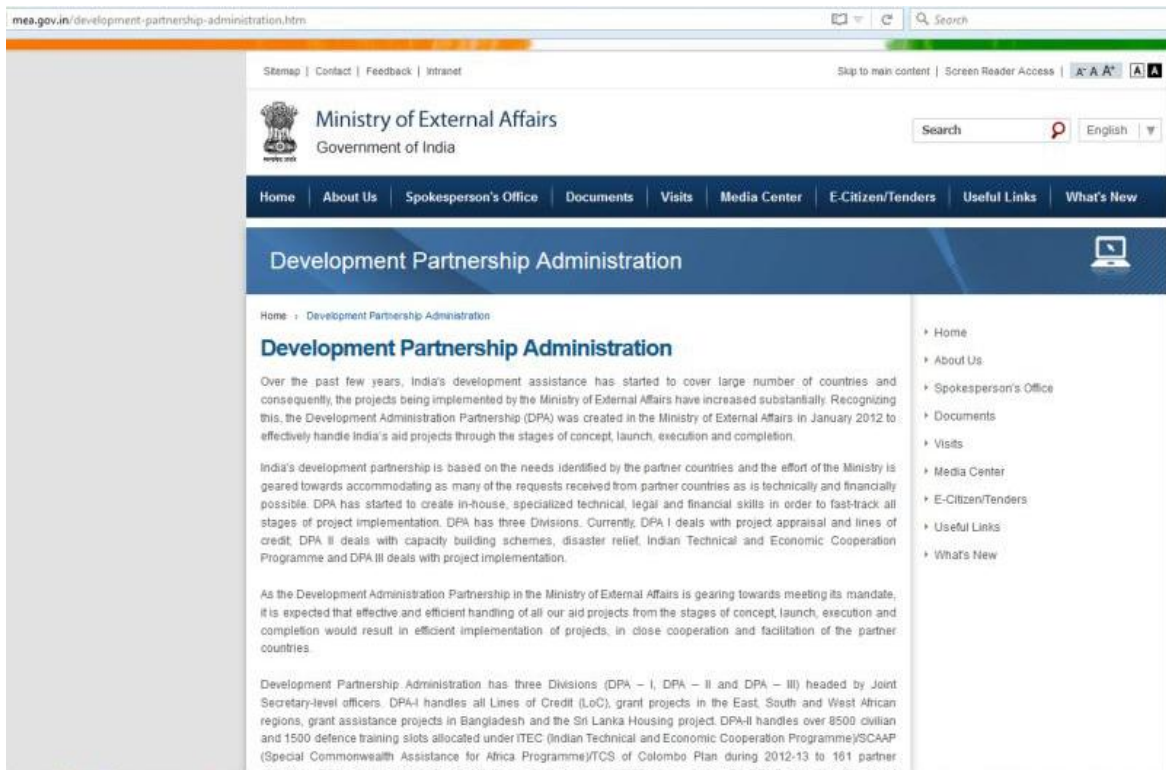 mea.gov.in/development-partnership-administration.htm
Search
Sitemap | Contact | Feedback | Intranet
Skip to main content | Screen Reader Access | A- A A+ A A
Ministry of External Affairs
Government of India
सत्यमेव जयते
Search
English
Home
About Us
Spokesperson's Office
Documents
Visits
Media Center
E-Citizen/Tenders
Useful Links
What's New
Development Partnership Administration
Home › Development Partnership Administration
Development Partnership Administration
Over the past few years, India's development assistance has started to cover large number of countries and
consequently, the projects being implemented by the Ministry of External Affairs have increased substantially. Recognizing
this, the Development Administration Partnership (DPA) was created in the Ministry of External Affairs in January 2012 to
effectively handle India's aid projects through the stages of concept, launch, execution and completion.
India's development partnership is based on the needs identified by the partner countries and the effort of the Ministry is
geared towards accommodating as many of the requests received from partner countries as is technically and financially
possible. DPA has started to create in-house, specialized technical, legal and financial skills in order to fast-track all
stages of project implementation. DPA has three Divisions. Currently, DPA I deals with project appraisal and lines of
credit; DPA II deals with capacity building schemes, disaster relief, Indian Technical and Economic Cooperation
Programme and DPA III deals with project implementation.
As the Development Administration Partnership in the Ministry of External Affairs is gearing towards meeting its mandate,
it is expected that effective and efficient handling of all our aid projects from the stages of concept, launch, execution and
completion would result in efficient implementation of projects, in close cooperation and facilitation of the partner
countries.
Development Partnership Administration has three Divisions (DPA – I, DPA – II and DPA – III) headed by Joint
Secretary-level officers. DPA-I handles all Lines of Credit (LoC), grant projects in the East, South and West African
regions, grant assistance projects in Bangladesh and the Sri Lanka Housing project. DPA-II handles over 8500 civilian
and 1500 defence training slots allocated under ITEC (Indian Technical and Economic Cooperation Programme)/SCAAP
(Special Commonwealth Assistance for Africa Programme)/TCS of Colombo Plan during 2012-13 to 161 partner
Home
About Us
Spokesperson's Office
Documents
Visits
Media Center
E-Citizen/Tenders
Useful Links
What's New